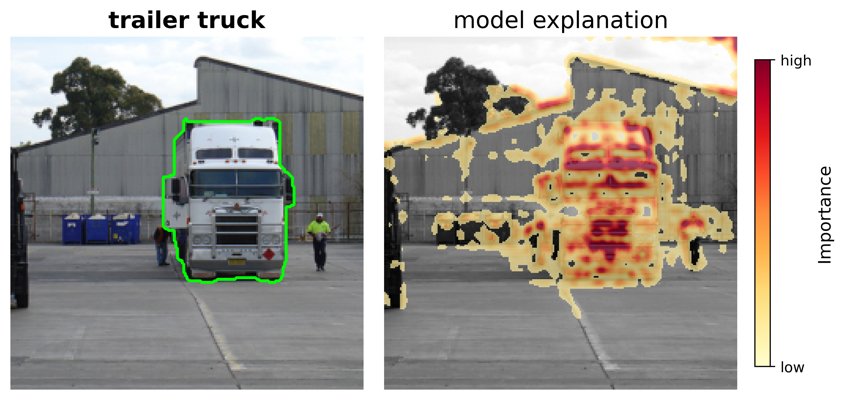 trailer truck
model explanation
high
Importance
low